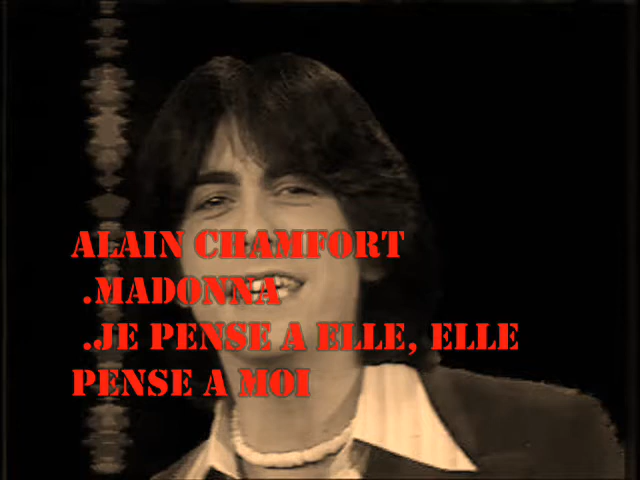 ALAIN CHAMFORT
.MADONNA
.JE PENSE A ELLE, ELLE
PENSE A MOI